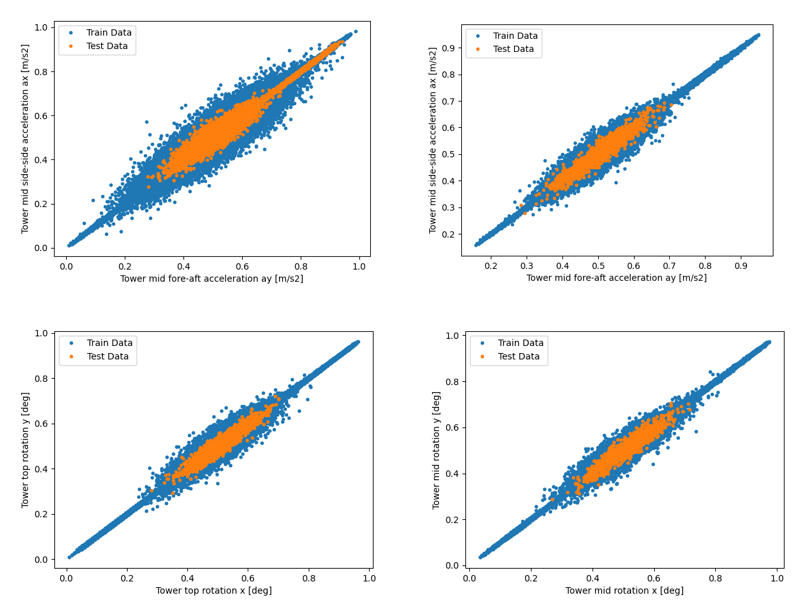 Train Data
Test Data
Tower mid side-side acceleration ax [m/s2]
1.0
0.8
0.6
0.4
0.2
0.0
0.0 0.2 0.4 0.6 0.8 1.0
Tower mid fore-aft acceleration ay [m/s2]
Train Data
Test Data
Tower mid side-side acceleration ax [m/s2]
0.9
0.8
0.7
0.6
0.5
0.4
0.3
0.2
0.2 0.3 0.4 0.5 0.6 0.7 0.8 0.9
Tower mid fore-aft acceleration ay [m/s2]
Train Data
Test Data
Tower top rotation y [deg]
1.0
0.8
0.6
0.4
0.2
0.0
0.0 0.2 0.4 0.6 0.8 1.0
Tower top rotation x [deg]
Train Data
Test Data
Tower mid rotation y [deg]
1.0
0.8
0.6
0.4
0.2
0.0
0.0 0.2 0.4 0.6 0.8 1.0
Tower mid rotation x [deg]